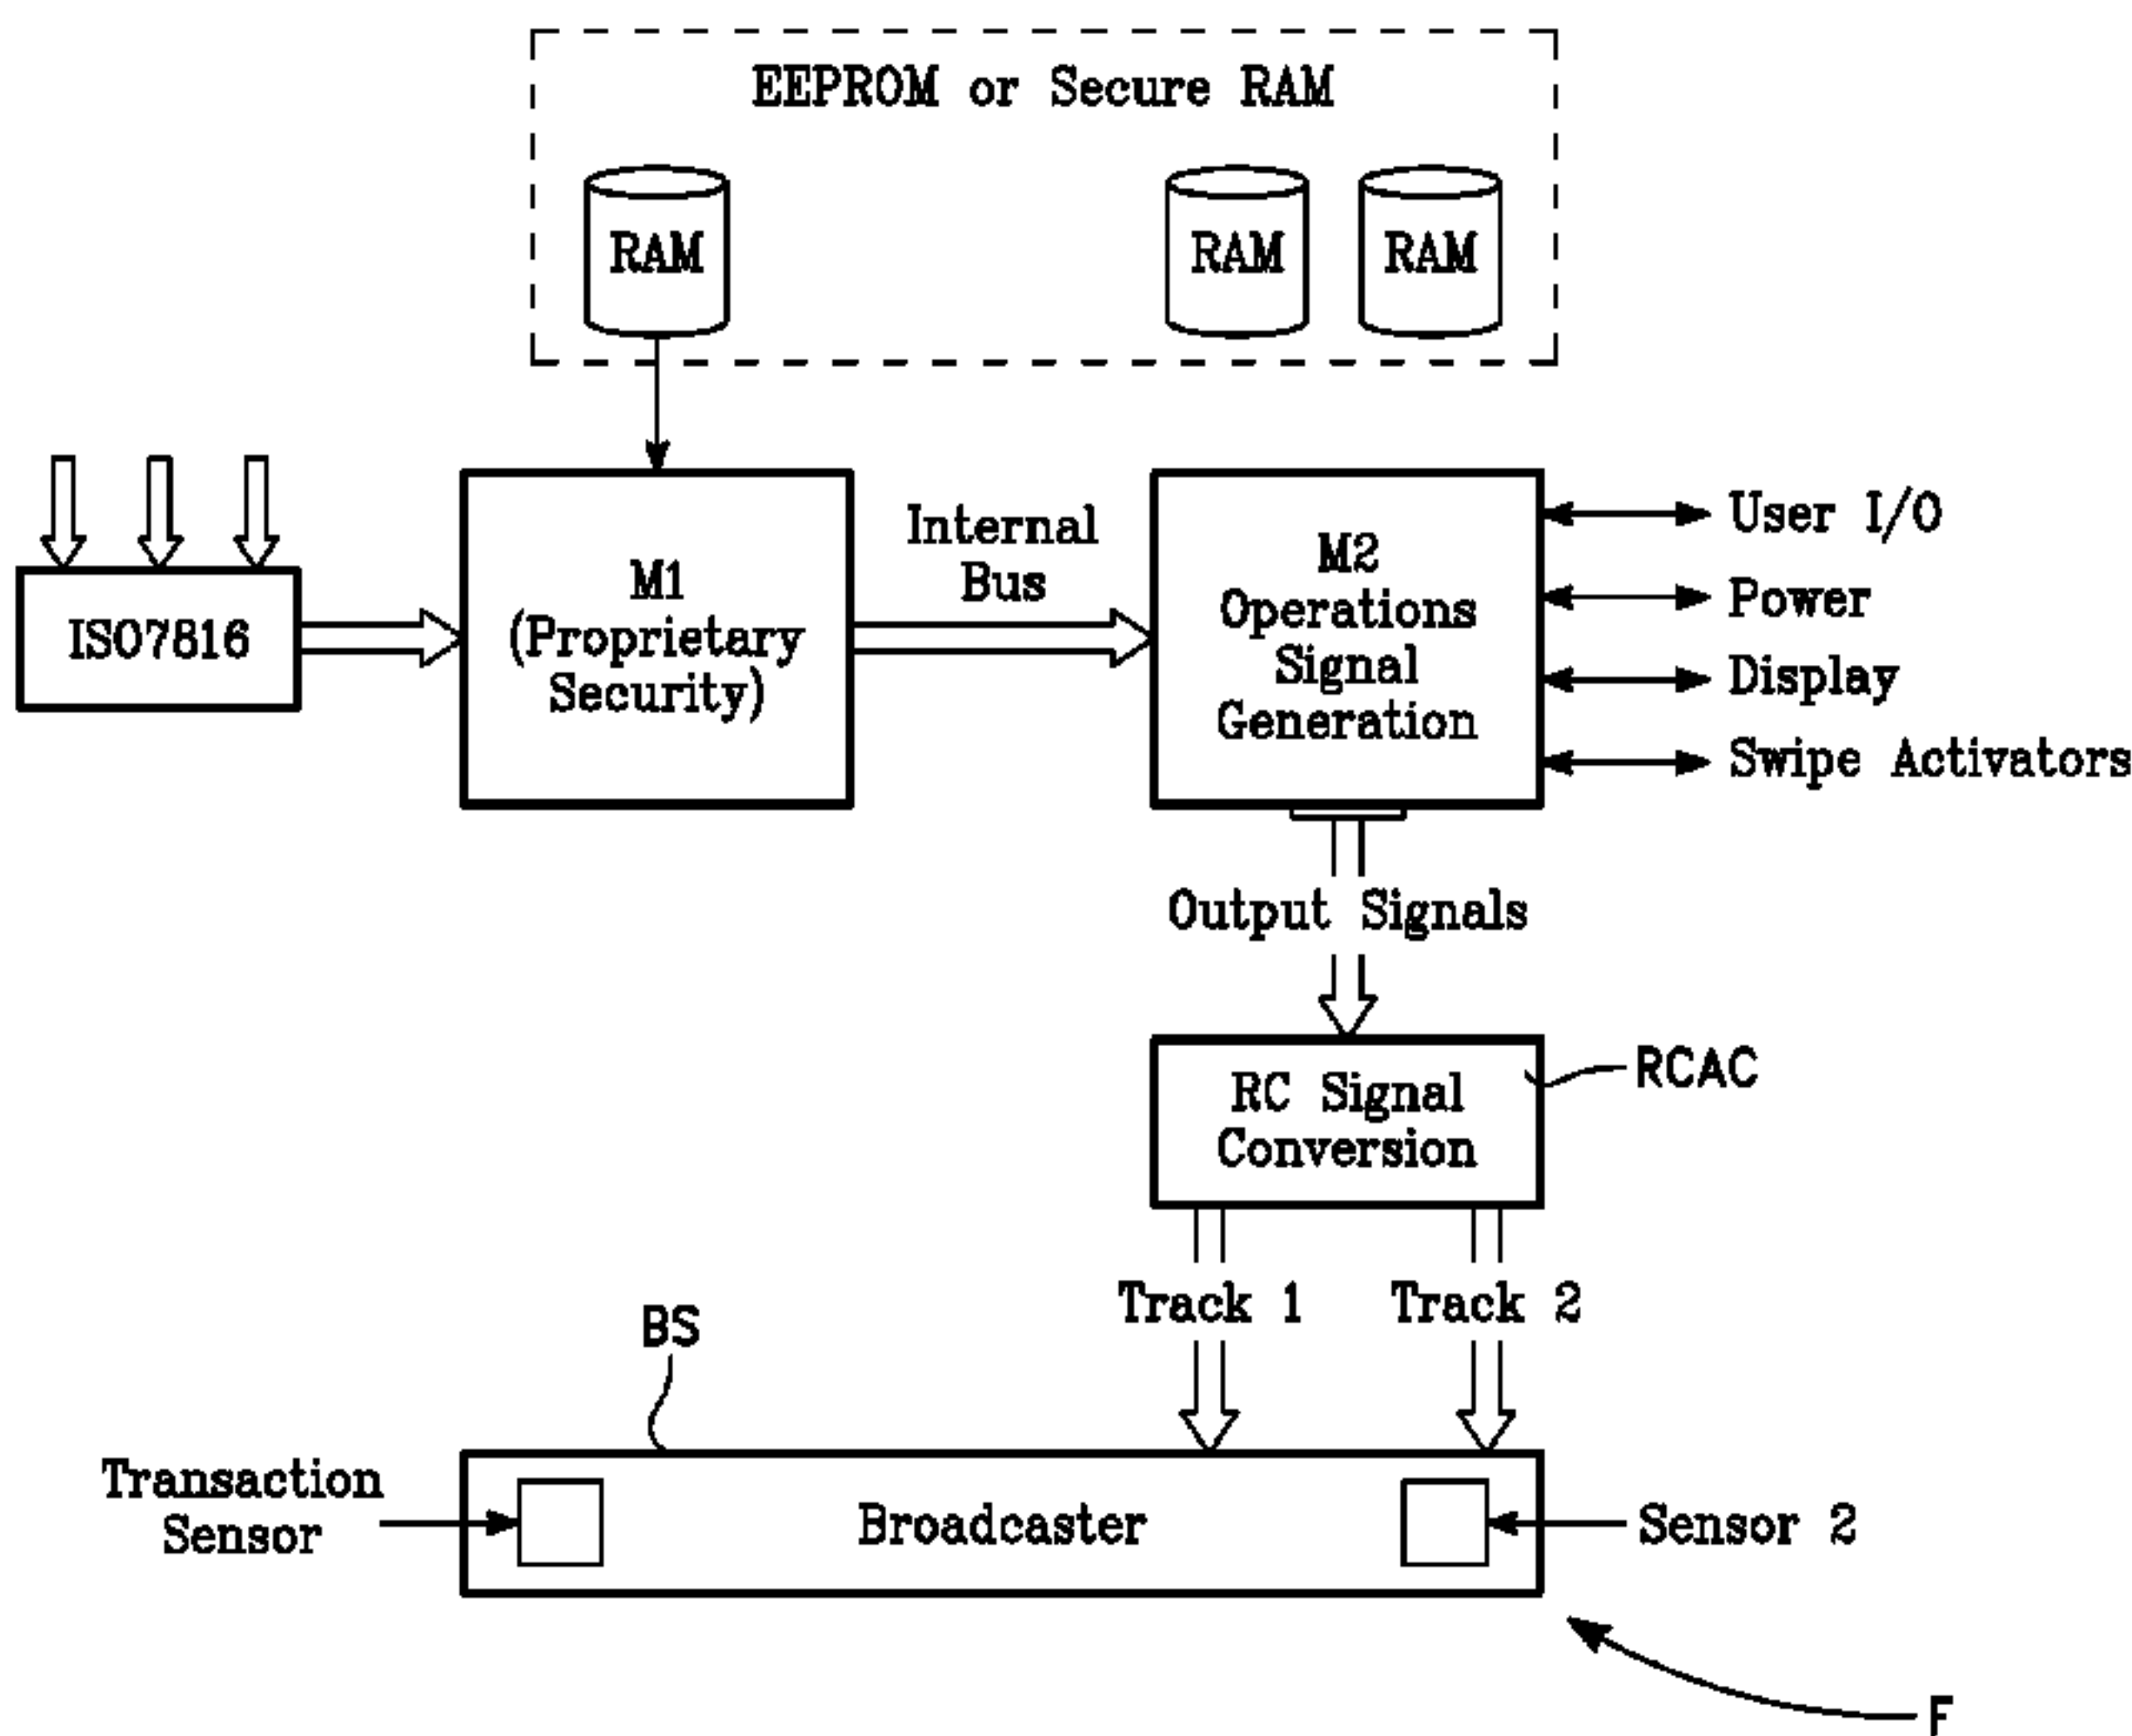 EEPROM or Secure RAM
RAM
RAM
RAM
ISO7816
M1
(Proprietary
Security)
Internal
Bus
M2
Operations
Signal
Generation
User I/O
Power
Display
Swipe Activators
Output Signals
RC Signal
Conversion
RCAC
Track 1
Track 2
BS
Transaction
Sensor
Broadcaster
Sensor 2
F